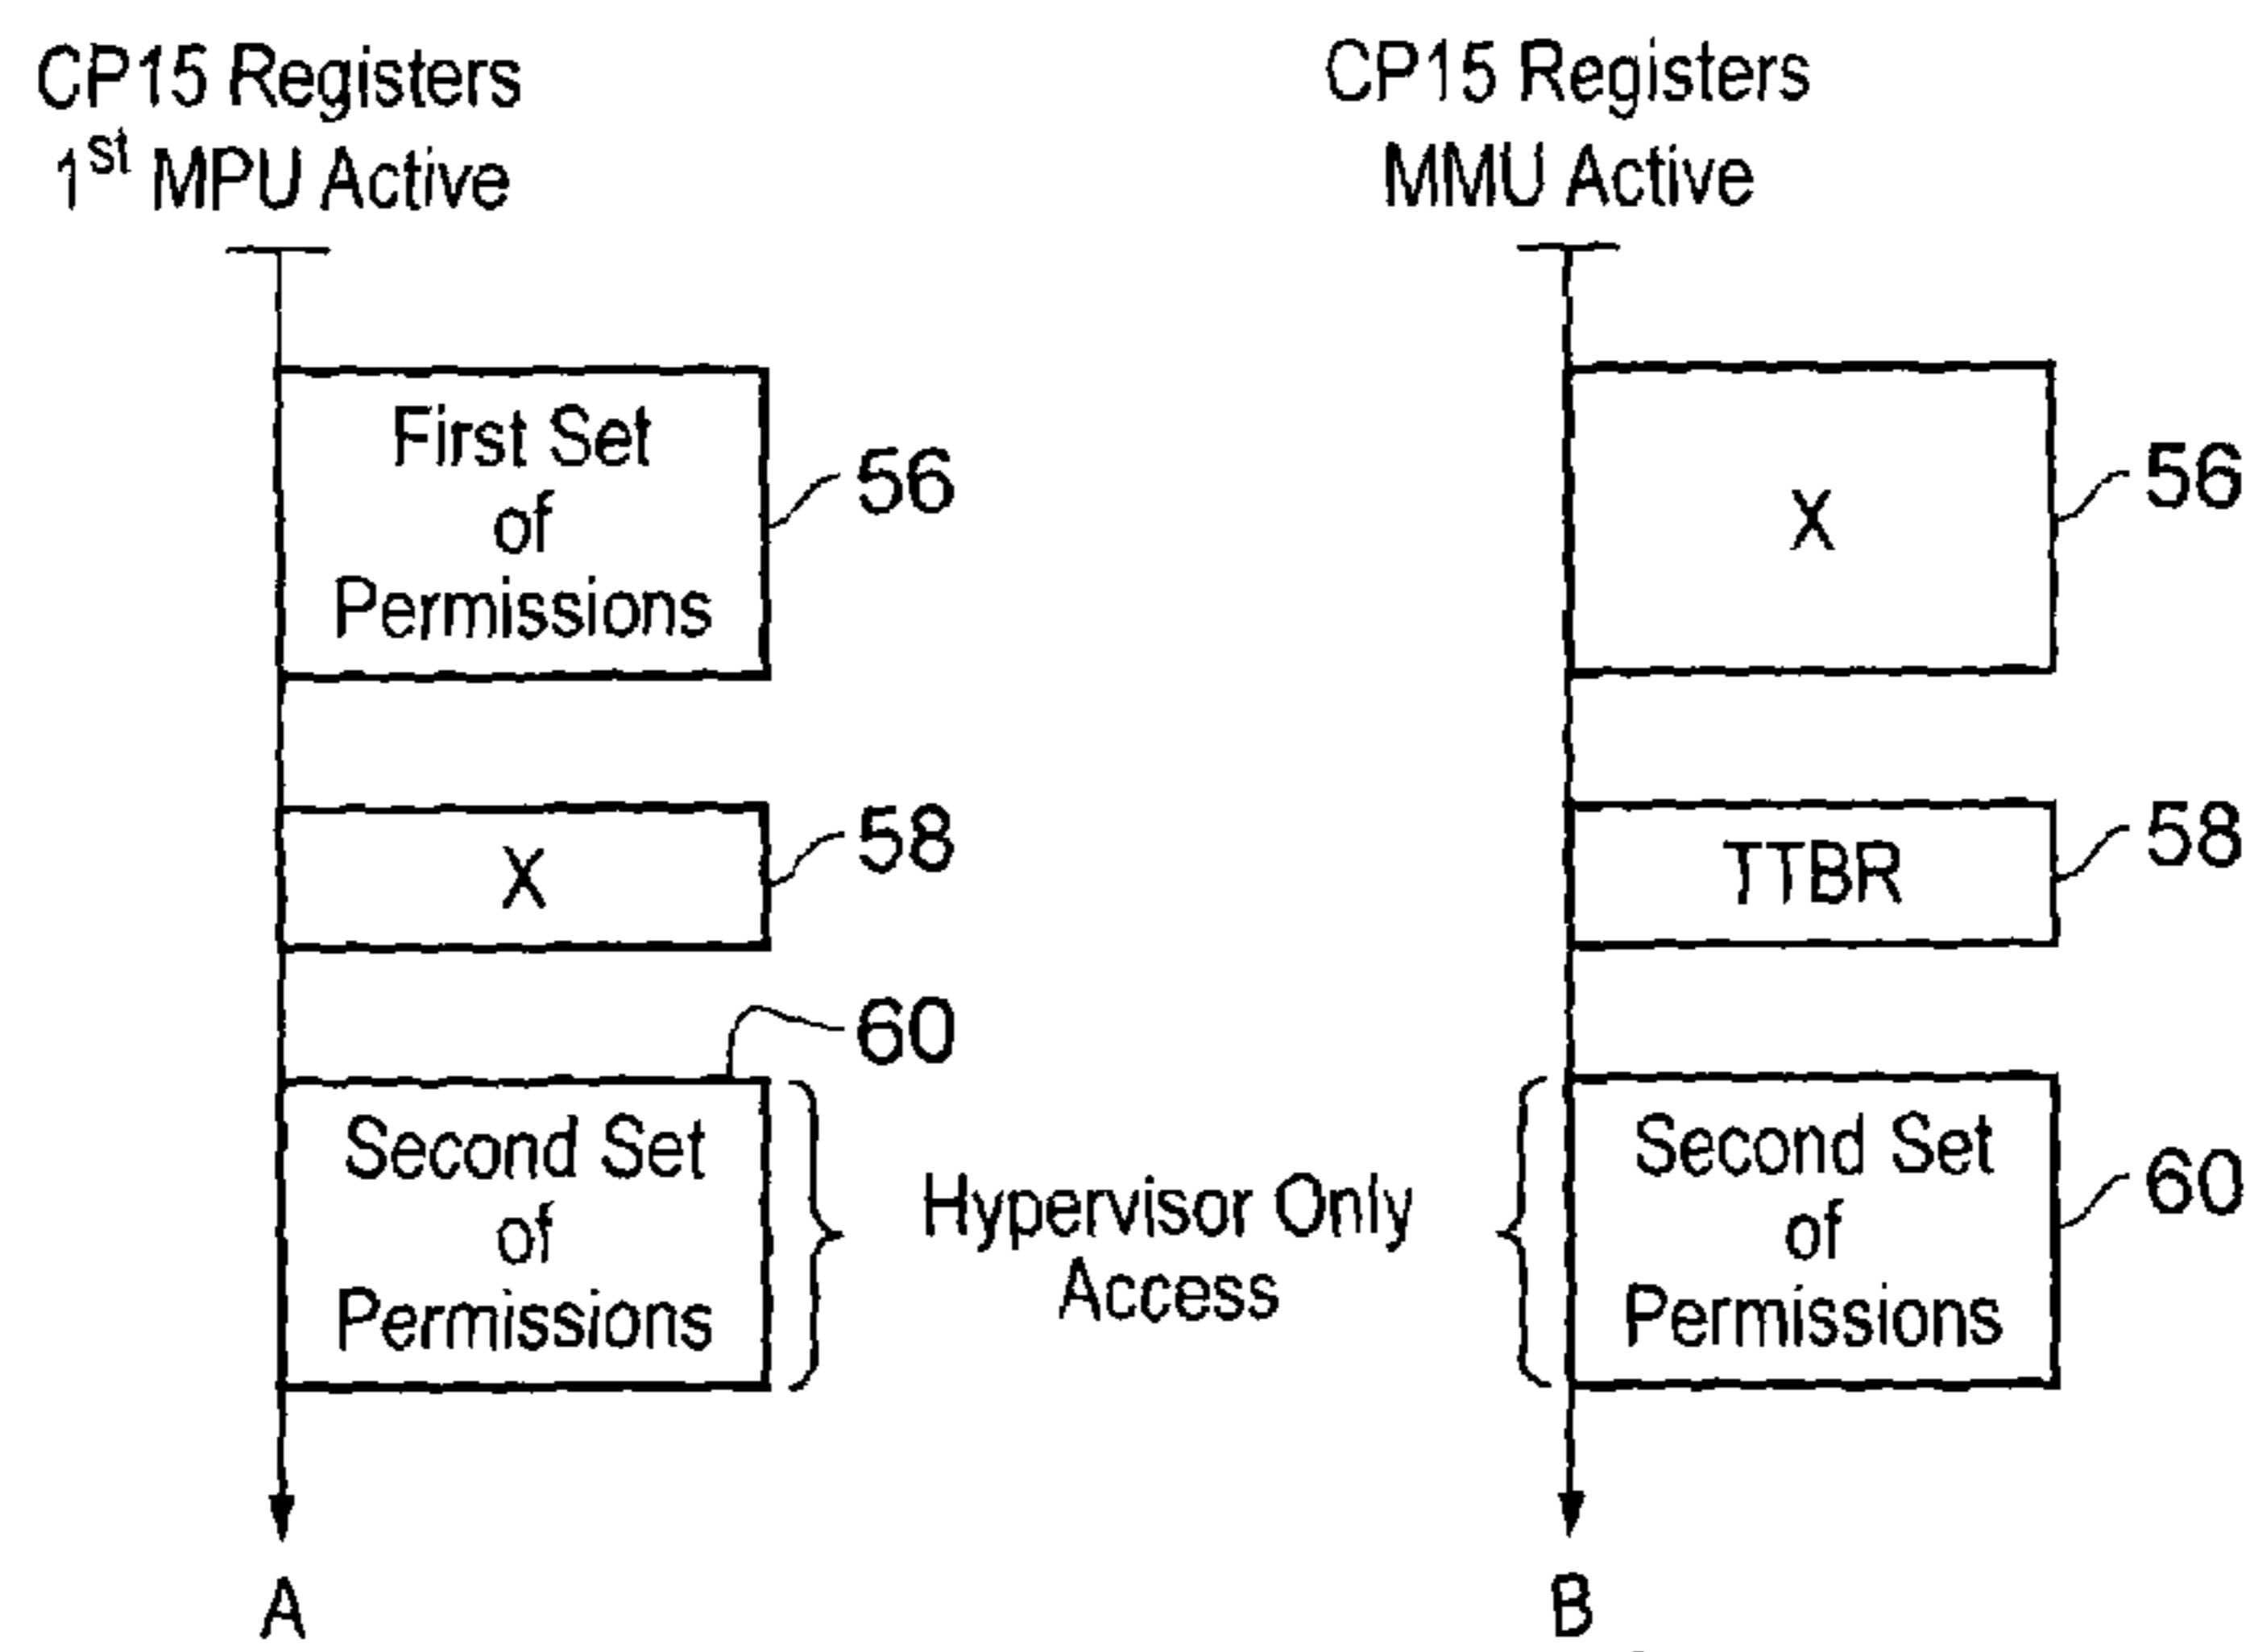 CP15 Registers
1st MPU Active
First Set
of
Permissions
56
X
58
60
Second Set
of
Permissions
Hypervisor Only
Access
A
CP15 Registers
MMU Active
X
56
TTBR
58
Second Set
of
Permissions
60
B